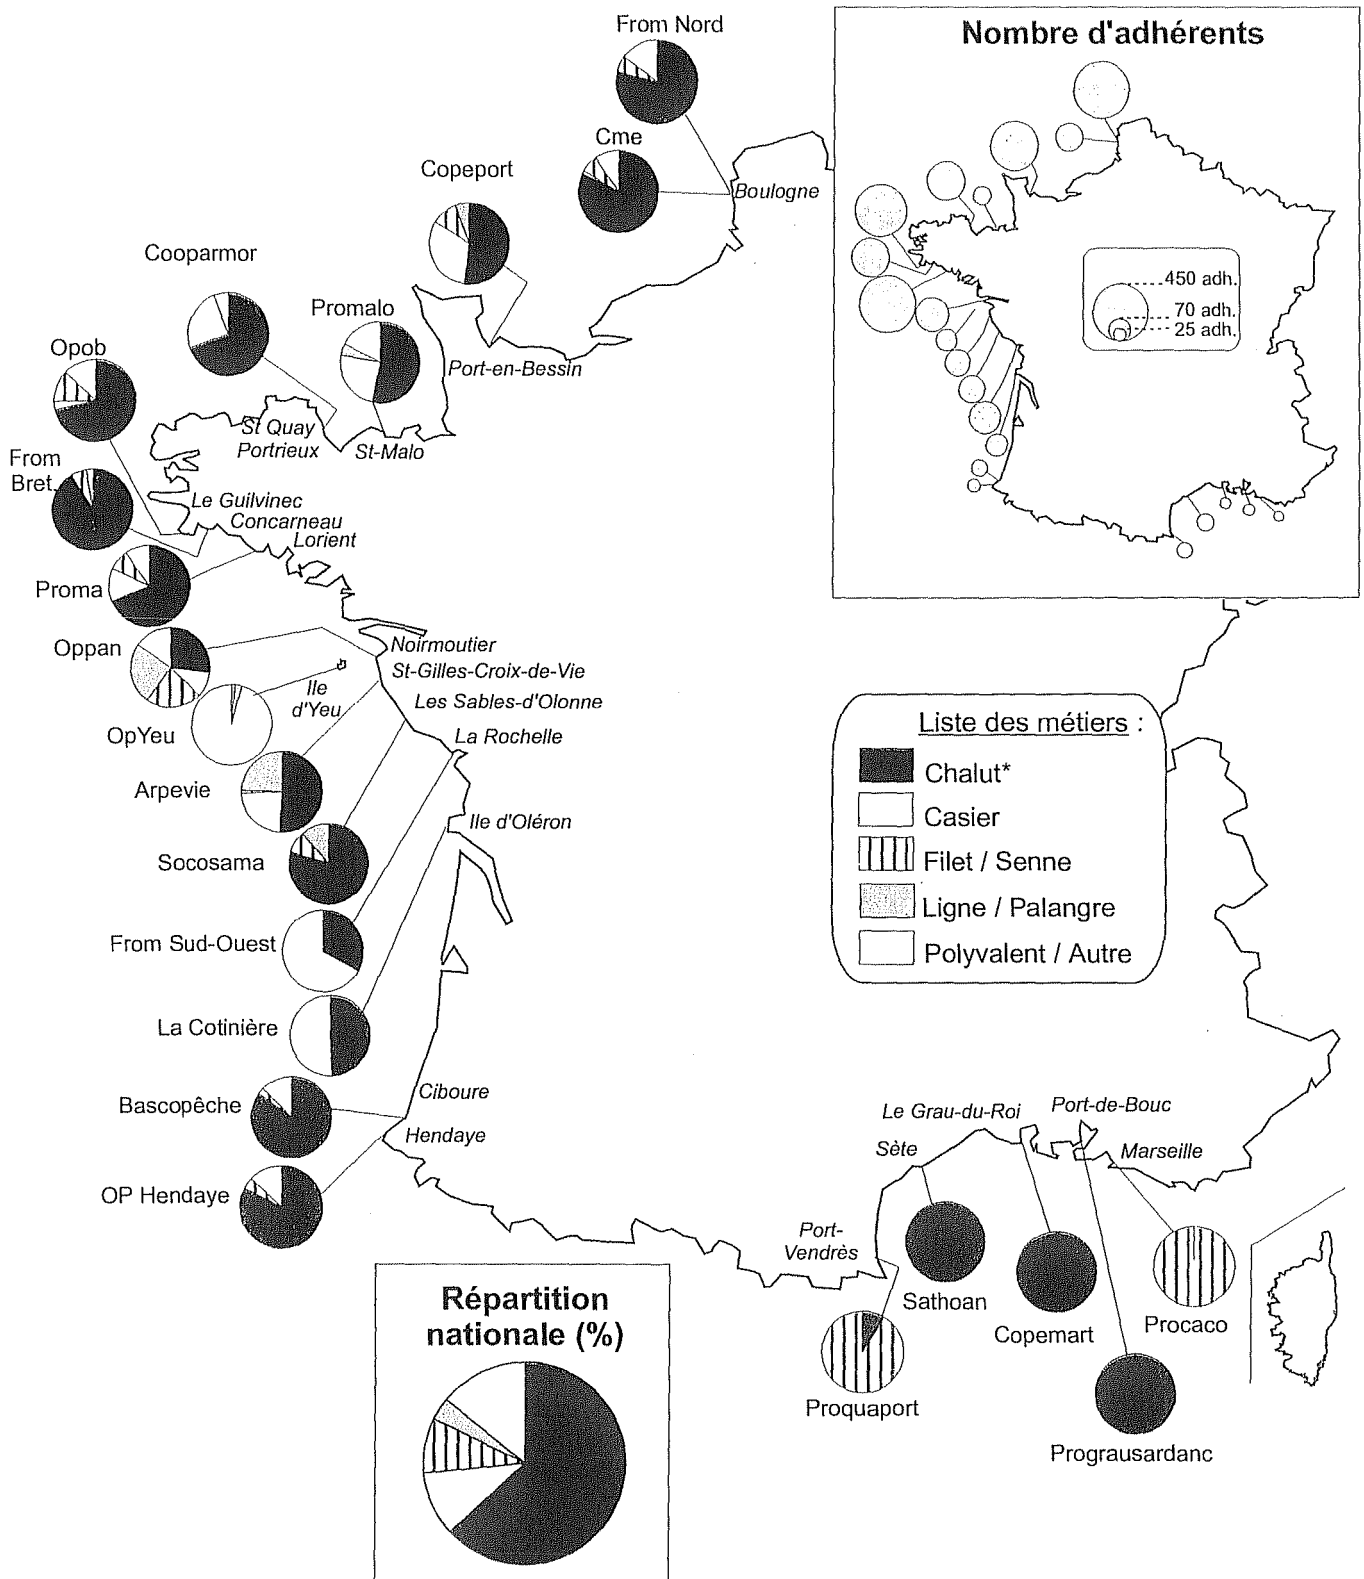 From Nord
Cme
Boulogne
Copeport
Cooparmor
Promalo
Port-en-Bessin
Opob
St Quay
Portrieux
St-Malo
From
Bret.
Le Guilvinec
Concarneau
Lorient
Proma
Oppan
Noirmoutier
St-Gilles-Croix-de-Vie
Ile
d'Yeu
Les Sables-d'Olonne
OpYeu
La Rochelle
Arpevie
Ile d'Oléron
Socosama
From Sud-Ouest
La Cotinière
Ciboure
Bascopêche
Hendaye
OP Hendaye
Nombre d'adhérents
450 adh.
70 adh.
25 adh.
Liste des métiers :
Chalut*
Casier
Filet / Senne
Ligne / Palangre
Polyvalent / Autre
Le Grau-du-Roi
Port-de-Bouc
Sète
Marseille
Port-
Vendrès
Sathoan
Copemart
Procaco
Proquaport
Prograusardanc
Répartition
nationale (%)